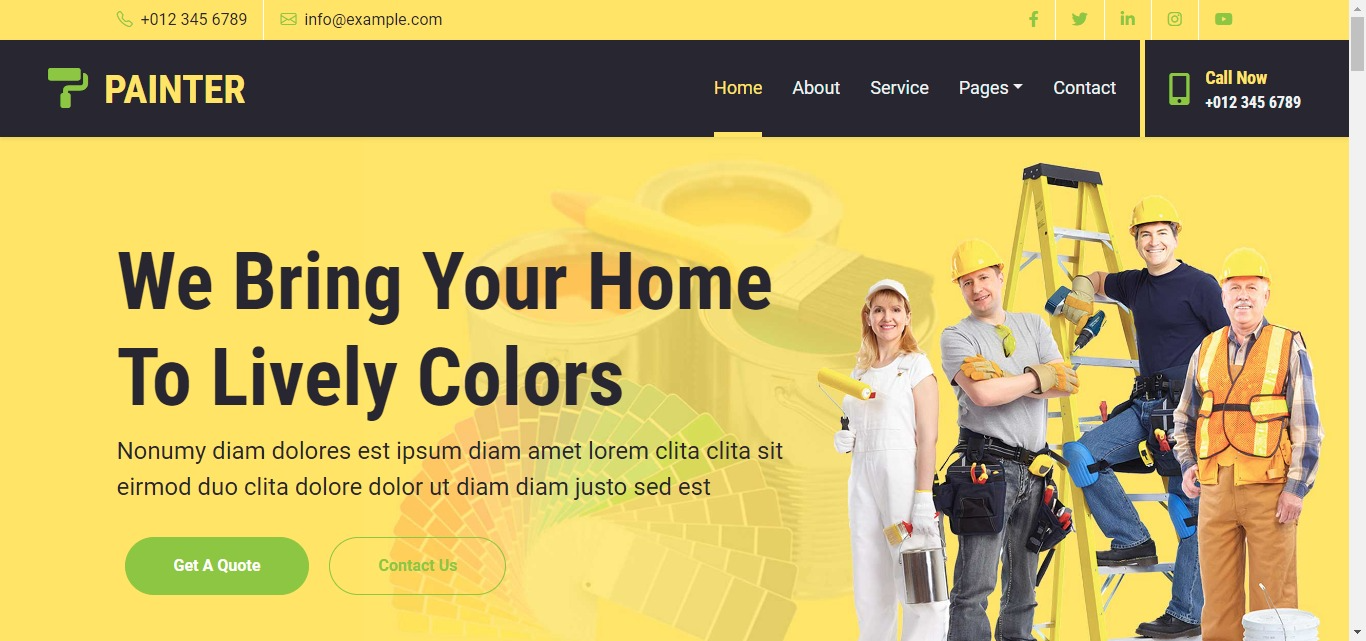 +012 345 6789
info@example.com
PAINTER
Home
About
Service
Pages
Contact
Call Now
+012 345 6789
We Bring Your Home
To Lively Colors
Nonumy diam dolores est ipsum diam amet lorem clita clita sit
eirmod duo clita dolore dolor ut diam diam justo sed est
Get A Quote
Contact Us